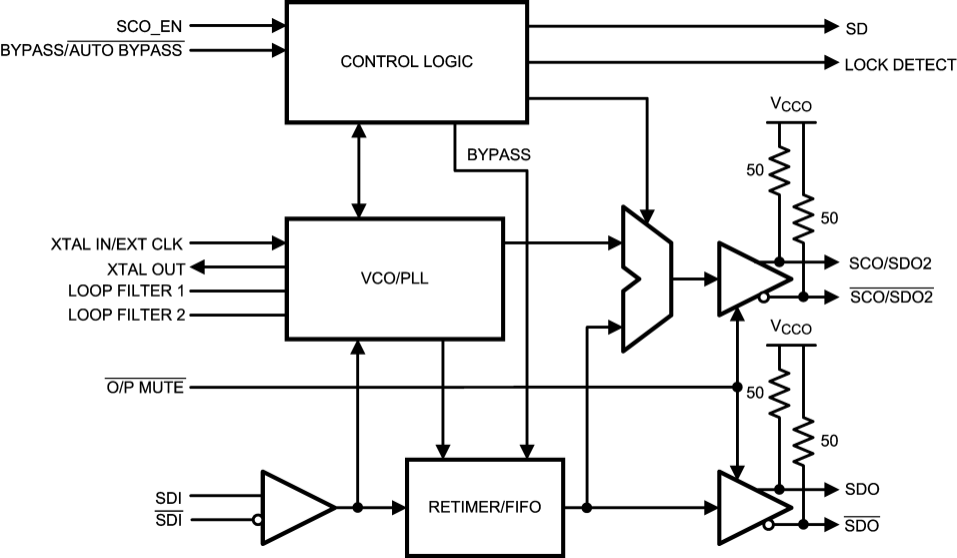 SCO_EN
BYPASS/AUTO BYPASS
CONTROL LOGIC
SD
LOCK DETECT
BYPASS
VCCO
50
50
XTAL IN/EXT CLK
XTAL OUT
LOOP FILTER 1
LOOP FILTER 2
VCO/PLL
SCO/SDO2
SCO/SDO2
O/P MUTE
VCCO
50
50
SDI
SDI
RETIMER/FIFO
SDO
SDO